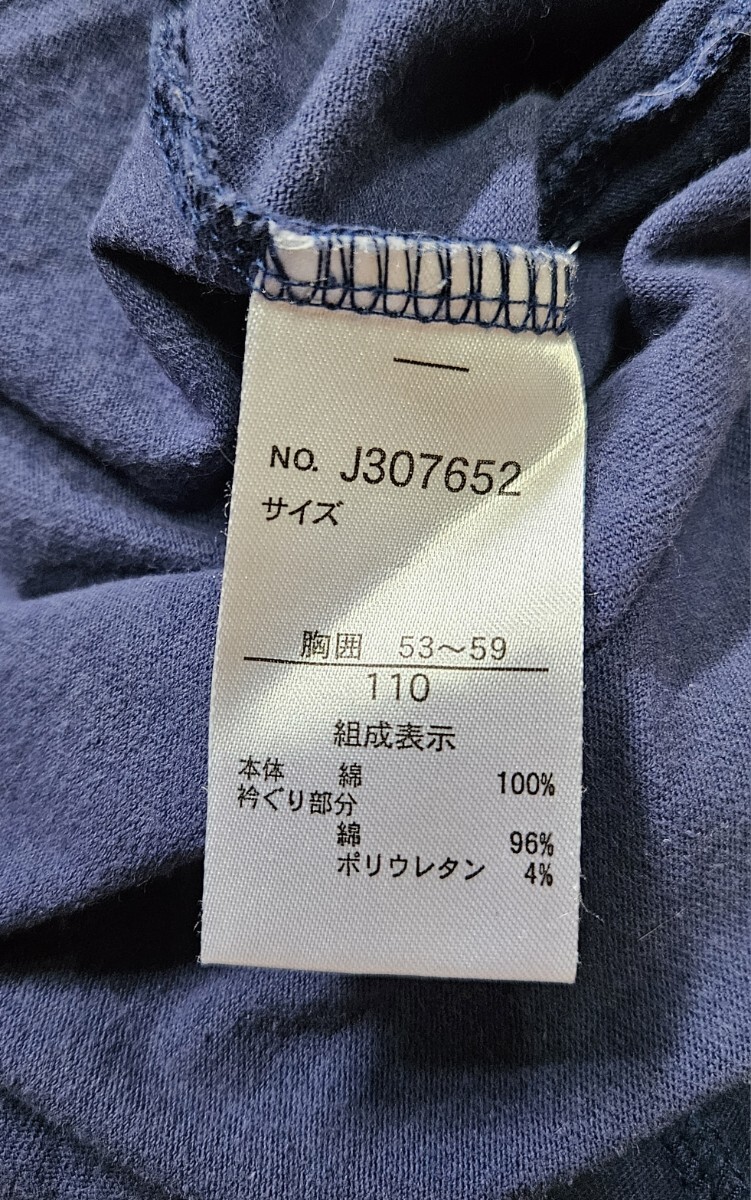 NO. J307652
サイズ
胸囲 53〜59
110
組成表示
本体 綿 100%
衿ぐり部分
綿 96%
ポリウレタン 4%